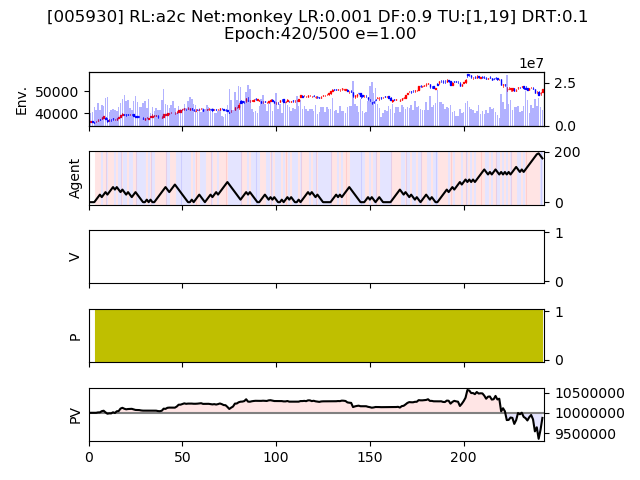 [005930] RL:a2c Net:monkey LR:0.001 DF:0.9 TU:[1,19] DRT:0.1
Epoch:420/500 e=1.00
1e7
Env.
50000
40000
2.5
0.0
Agent
200
0
V
1
0
P
1
0
PV
10500000
10000000
9500000
0 50 100 150 200